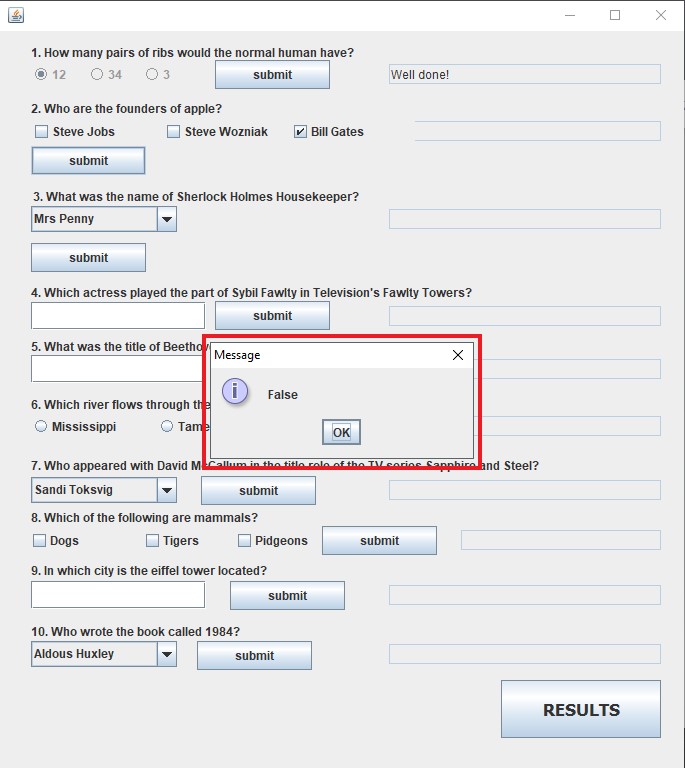 1. How many pairs of ribs would the normal human have?
12 34 3 submit Well done!
2. Who are the founders of apple?
Steve Jobs Steve Wozniak Bill Gates
submit
3. What was the name of Sherlock Holmes Housekeeper?
Mrs Penny
submit
4. Which actress played the part of Sybil Fawlty in Television's Fawlty Towers?
submit
5. What was the title of
Message
False
OK
6. Which river flows through the
Mississippi
7. Who appeared with David McCallum in the title role of the TV series Sapphire and Steel?
Sandi Toksvig submit
8. Which of the following are mammals?
Dogs Tigers Pidgeons submit
9. In which city is the eiffel tower located?
submit
10. Who wrote the book called 1984?
Aldous Huxley submit
RESULTS